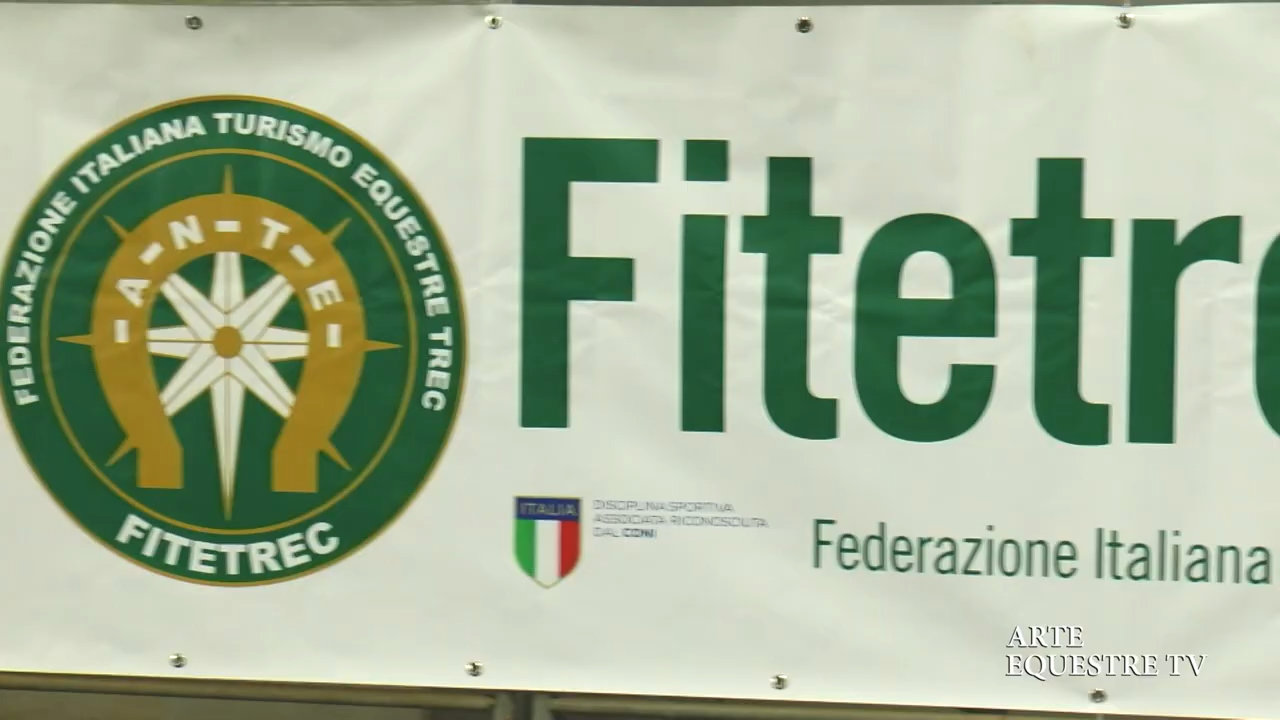 FEDERAZIONE ITALIANA TURISMO EQUESTRE TREC
- A - N - T - E -
FITETREC
Fitetre
ITALIA
DISCIPLINA SPORTIVA
ASSOCIATA RICONOSCIUTA
DAL CONI
Federazione Italiana
ARTE
EQUESTRE TV